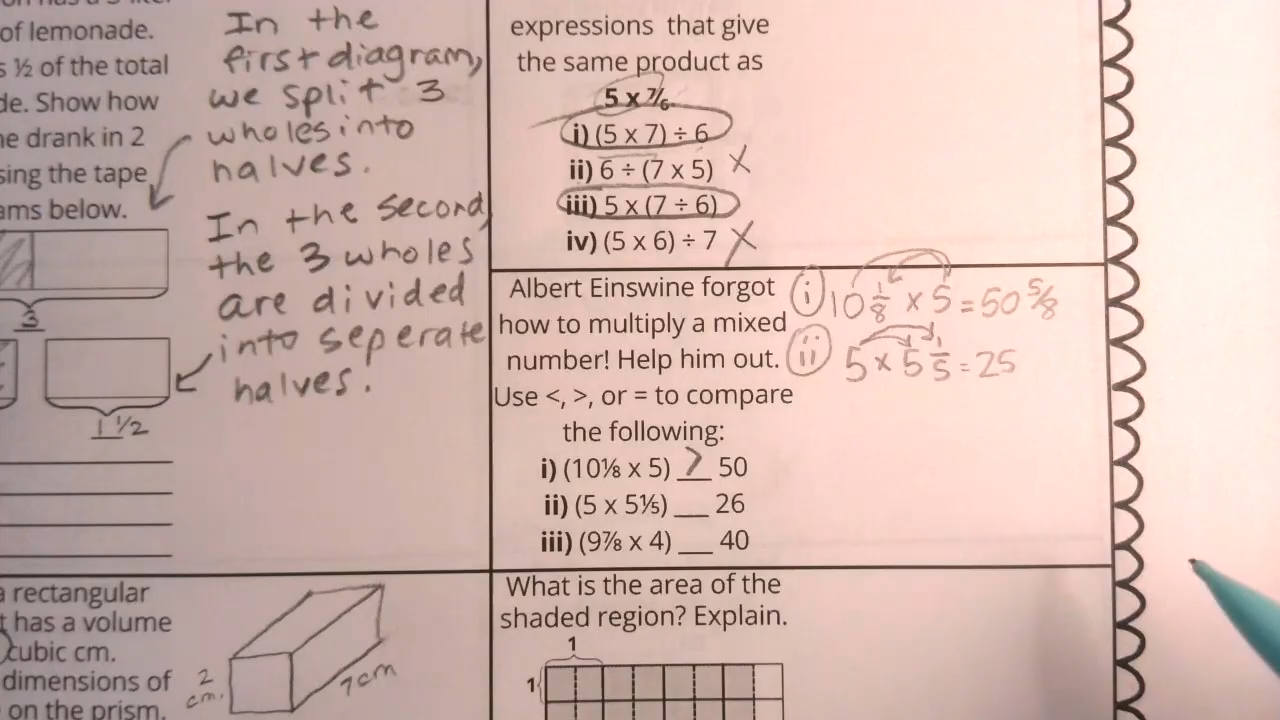 of lemonade.
s ½ of the total
de. Show how
e drank in 2
sing the tape
ams below.
In the
first diagram,
we split 3
wholes into
halves.
In the second,
the 3 wholes
are divided
into seperate
halves.
3
1 1/2
a rectangular
t has a volume
cubic cm.
dimensions of
on the prism.
2
cm.
7cm
expressions that give
the same product as
5 x 7/6.
i) (5 x 7) ÷ 6
ii) 6 ÷ (7 x 5) X
iii) 5 x (7 ÷ 6)
iv) (5 x 6) ÷ 7 X
Albert Einswine forgot
how to multiply a mixed
number! Help him out.
Use <, >, or = to compare
the following:
i) (10⅛ x 5) > 50
ii) (5 x 5⅕) ___ 26
iii) (9⅞ x 4) ___ 40
i 10 1/8 x 5 = 50 5/8
ii 5 x 5 1/5 = 25
What is the area of the
shaded region? Explain.
1
1